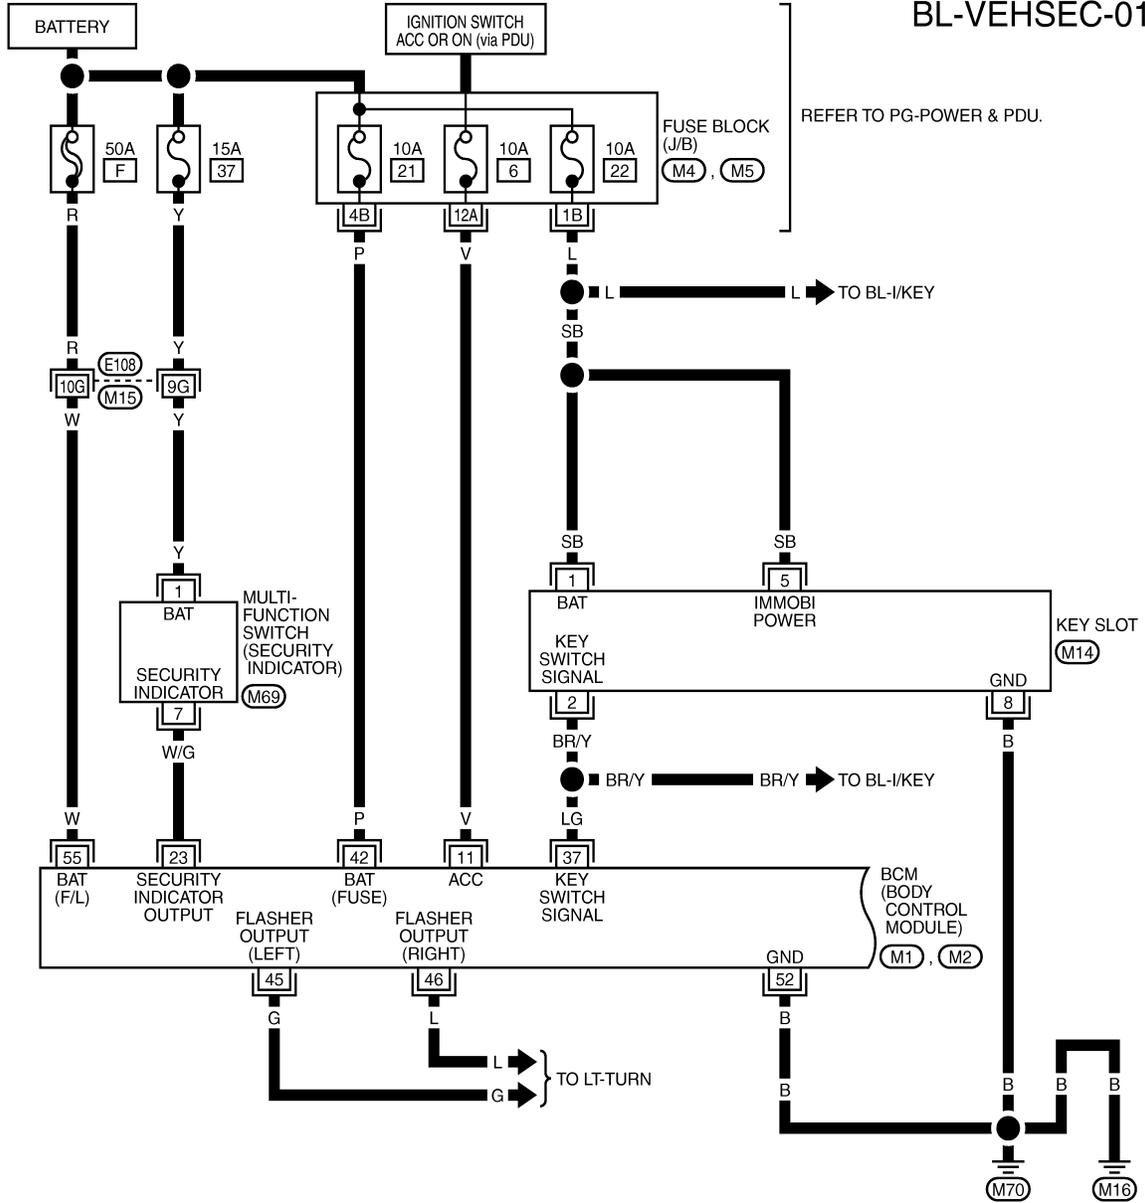 BL-VEHSEC-01
BATTERY
IGNITION SWITCH
ACC OR ON (via PDU)
REFER TO PG-POWER & PDU.
50A
F
15A
37
10A
21
10A
6
10A
22
FUSE BLOCK
(J/B)
M4 , M5
4B
12A
1B
R
Y
P
V
L
L
L
TO BL-I/KEY
SB
R
Y
E108
10G
9G
M15
W
Y
Y
SB
SB
1
BAT
MULTI-
FUNCTION
SWITCH
(SECURITY
INDICATOR)
M69
SECURITY
INDICATOR
7
W/G
1
BAT
5
IMMOBI
POWER
KEY SLOT
M14
KEY
SWITCH
SIGNAL
GND
2
8
BR/Y
B
BR/Y
BR/Y
TO BL-I/KEY
W
P
V
LG
55
23
42
11
37
BAT
(F/L)
SECURITY
INDICATOR
OUTPUT
BAT
(FUSE)
ACC
KEY
SWITCH
SIGNAL
BCM
(BODY
CONTROL
MODULE)
M1 , M2
FLASHER
OUTPUT
(LEFT)
FLASHER
OUTPUT
(RIGHT)
GND
45
46
52
G
L
B
L
G
TO LT-TURN
B
B
B
B
M70
M16